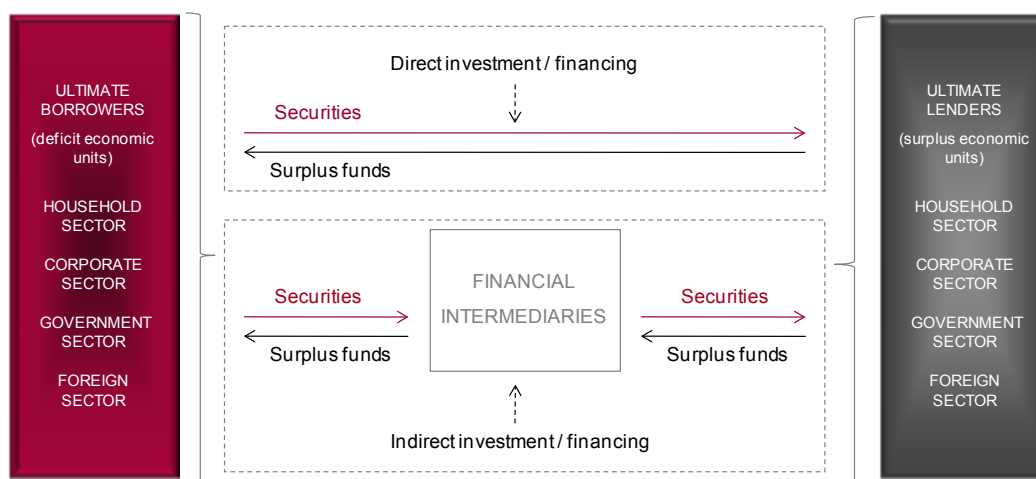 ULTIMATE
BORROWERS
(deficit economic
units)
HOUSEHOLD
SECTOR
CORPORATE
SECTOR
GOVERNMENT
SECTOR
FOREIGN
SECTOR
Direct investment / financing
Securities
Surplus funds
FINANCIAL
INTERMEDIARIES
Securities
Surplus funds
Securities
Surplus funds
Indirect investment / financing
ULTIMATE
LENDERS
(surplus economic
units)
HOUSEHOLD
SECTOR
CORPORATE
SECTOR
GOVERNMENT
SECTOR
FOREIGN
SECTOR